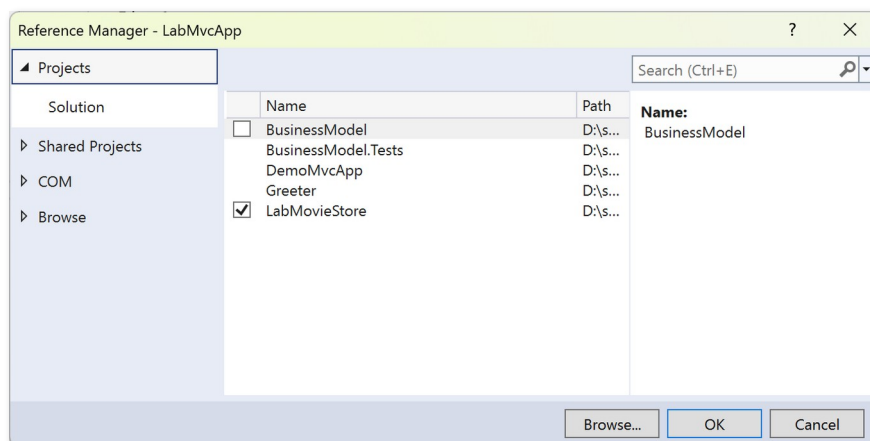 Reference Manager - LabMvcApp ? ×
Projects
Search (Ctrl+E)
Solution
Name Path
Name:
BusinessModel D:\s...
BusinessModel
BusinessModel.Tests D:\s...
Shared Projects
DemoMvcApp D:\s...
COM
Greeter D:\s...
Browse
LabMovieStore D:\s...
Browse... OK Cancel